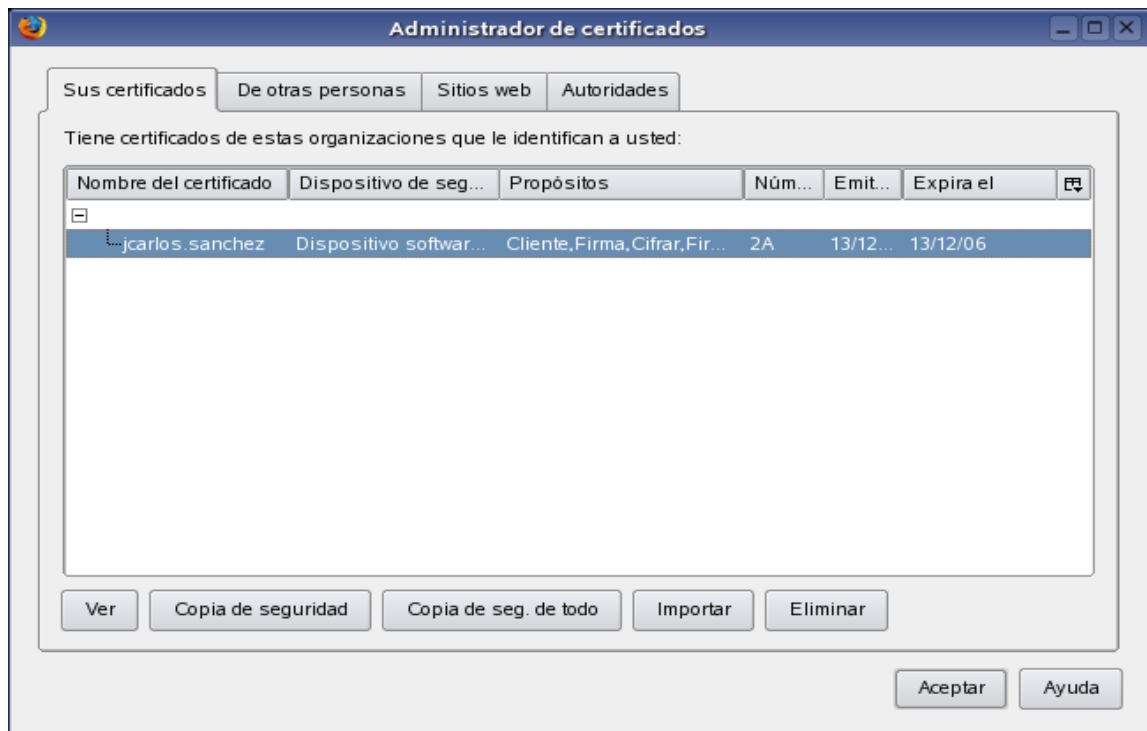 Administrador de certificados
Sus certificados De otras personas Sitios web Autoridades
Tiene certificados de estas organizaciones que le identifican a usted:
Nombre del certificado Dispositivo de seg... Propósitos Núm... Emit... Expira el
jcarlos.sanchez Dispositivo softwar... Cliente,Firma,Cifrar,Fir... 2A 13/12... 13/12/06
Ver Copia de seguridad Copia de seg. de todo Importar Eliminar
Aceptar Ayuda